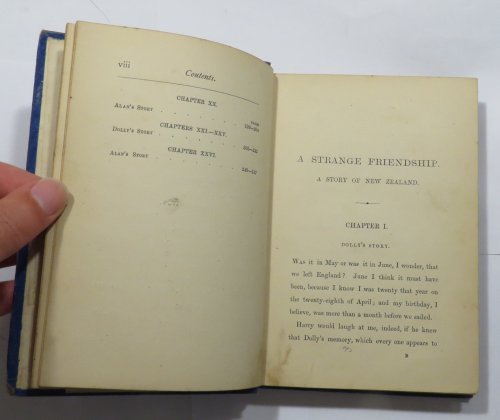 viii
Contents.
CHAPTER XX.
PAGE
ALAN'S STORY
CHAPTERS XXI.—XXV.
DOLLY'S STORY
CHAPTER XXVI.
ALAN'S STORY
A STRANGE FRIENDSHIP.
A STORY OF NEW ZEALAND.
CHAPTER I.
DOLLY'S STORY.
WAS it in May or was it in June, I wonder, that
we left England? June I think it must have
been, because I know I was twenty that year on
the twenty-eighth of April; and my birthday, I
believe, was more than a month before we sailed.
Harry would laugh at me, indeed, if he knew
that Dolly's memory, which every one appears to
B